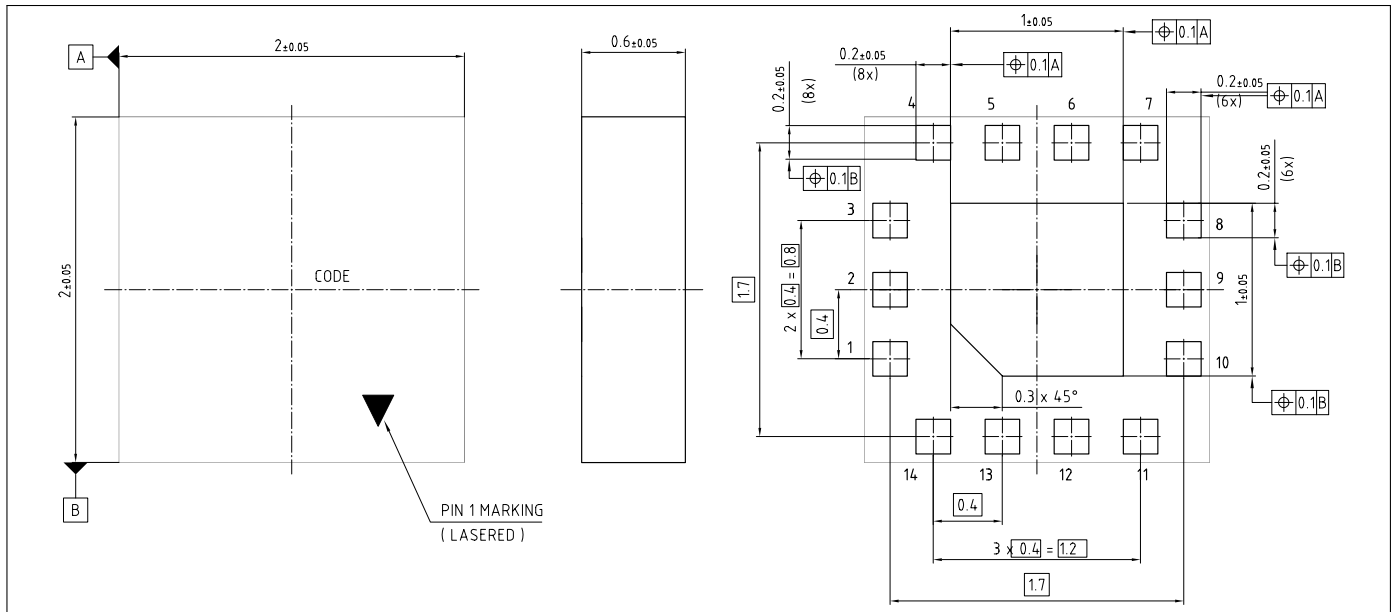 A
2±0.05
2±0.05
CODE
B
PIN 1 MARKING
( LASERED )
0.6±0.05
1±0.05
⌖ 0.1 A
0.2±0.05
(8x)
⌖ 0.1 A
0.2±0.05
(8x)
⌖ 0.1 B
0.2±0.05
(6x)
⌖ 0.1 A
0.2±0.05
(6x)
⌖ 0.1 B
4 5 6 7
3
2
1
8
9
10
1.7
2 x 0.4 = 0.8
0.4
1±0.05
⌖ 0.1 B
0.3 x 45°
14 13 12 11
0.4
3 x 0.4 = 1.2
1.7